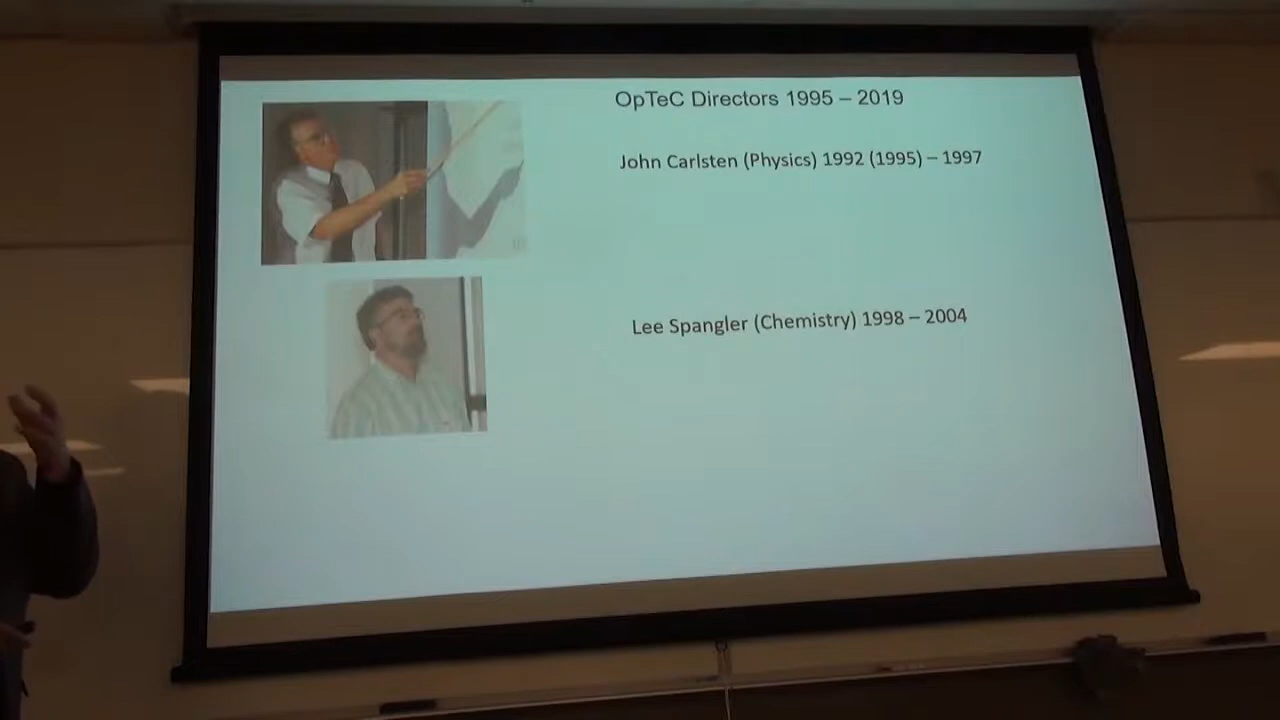 OpTeC Directors 1995 – 2019
John Carlsten (Physics) 1992 (1995) – 1997
Lee Spangler (Chemistry) 1998 – 2004